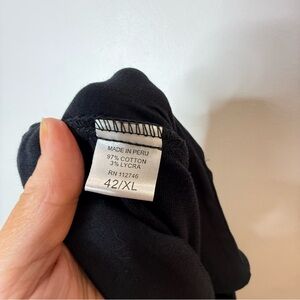 MADE IN PERU
97% COTTON
3% LYCRA
RN 112746
42/XL